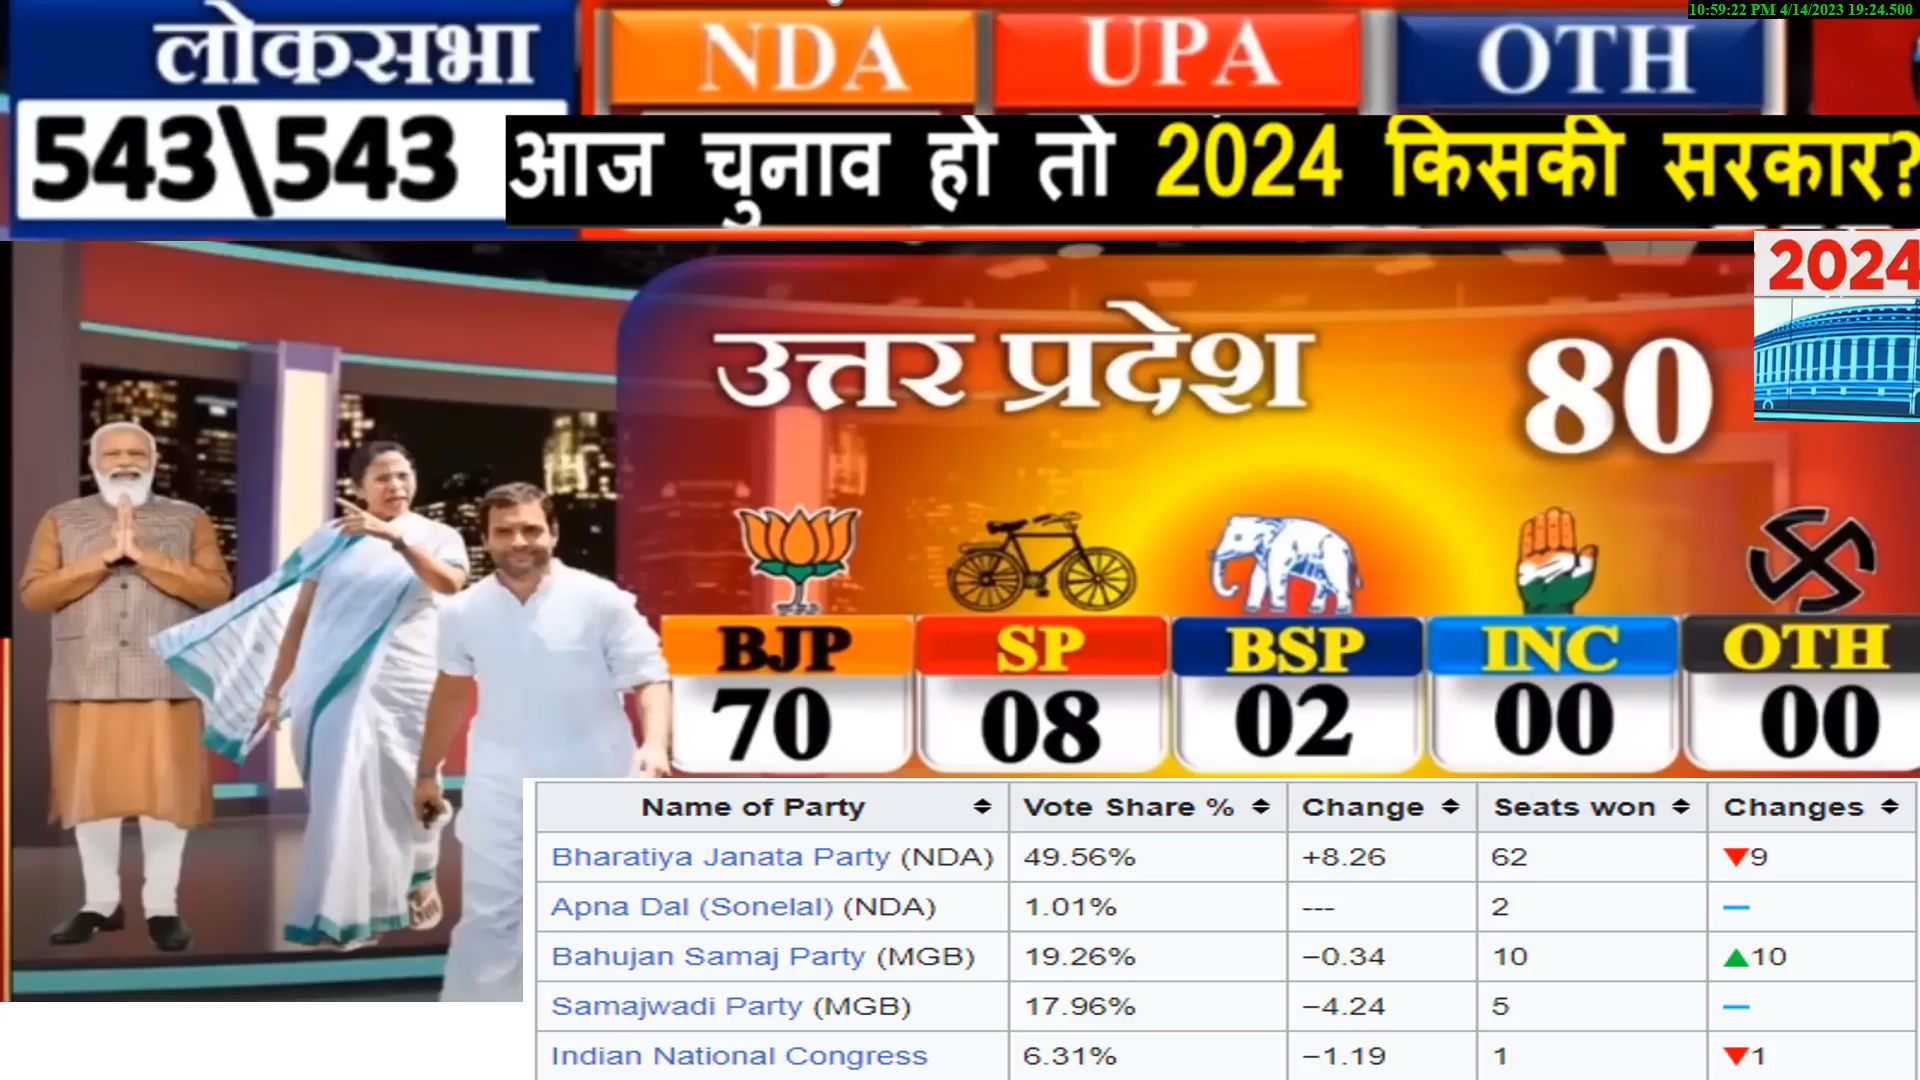 10:59:22 PM 4/14/2023 19:24.500
लोकसभा
NDA
UPA
OTH
543\543
आज चुनाव हो तो 2024 किसकी सरकार?
2024
उत्तर प्रदेश 80
BJP SP BSP INC OTH
70 08 02 00 00
Name of Party Vote Share % Change Seats won Changes
Bharatiya Janata Party (NDA) 49.56% +8.26 62 ▼9
Apna Dal (Sonelal) (NDA) 1.01% --- 2 –
Bahujan Samaj Party (MGB) 19.26% −0.34 10 ▲10
Samajwadi Party (MGB) 17.96% −4.24 5 –
Indian National Congress 6.31% −1.19 1 ▼1